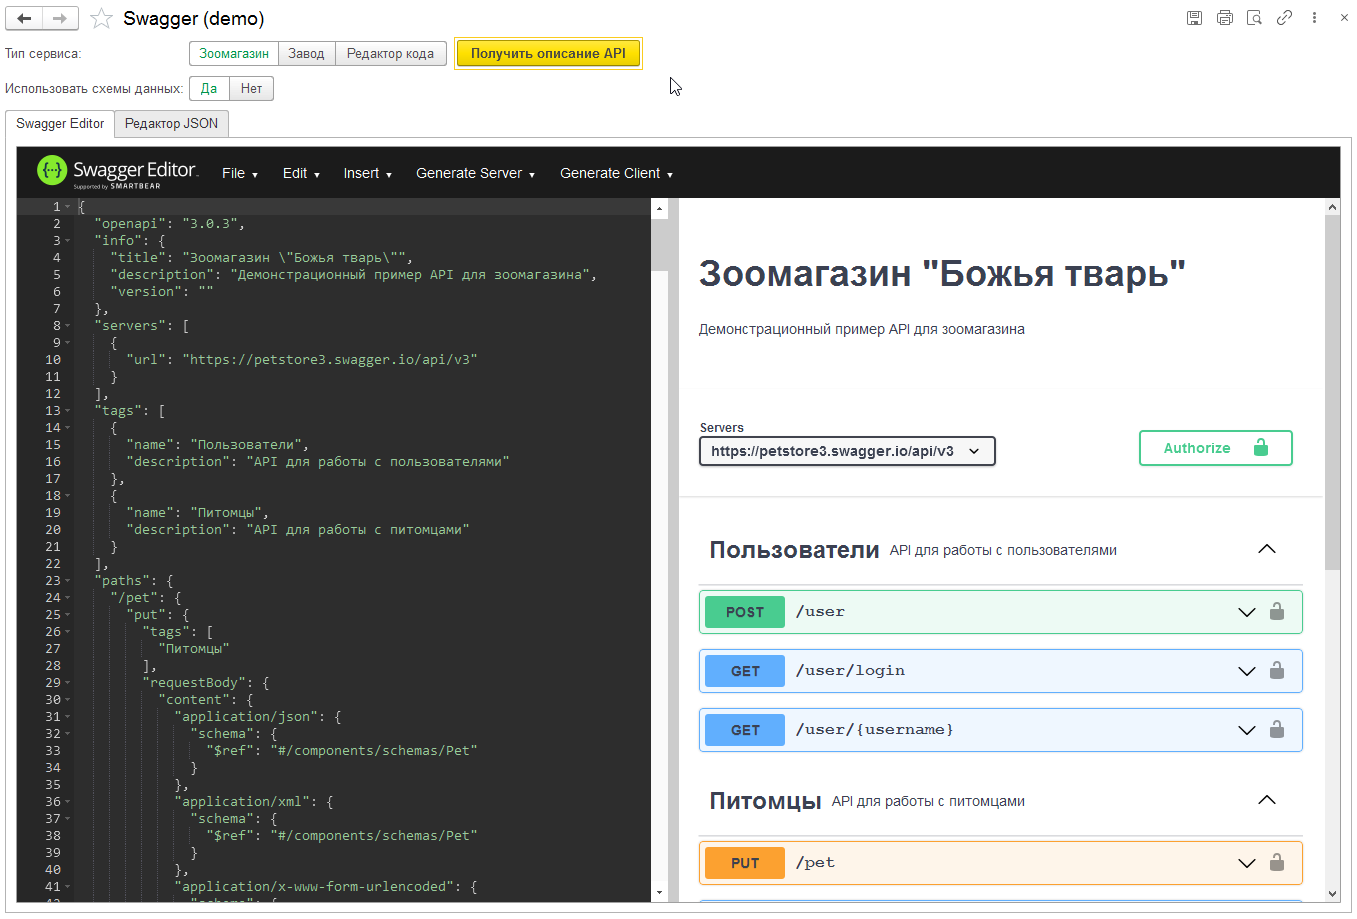 Swagger (demo)
Тип сервиса: Зоомагазин Завод Редактор кода Получить описание API
Использовать схемы данных: Да Нет
Swagger Editor Редактор JSON
Swagger Editor. File Edit Insert Generate Server Generate Client
Supported by SMARTBEAR
1 {
2 "openapi": "3.0.3",
3 "info": {
4 "title": "Зоомагазин \"Божья тварь\"",
5 "description": "Демонстрационный пример API для зоомагазина",
6 "version": ""
7 },
8 "servers": [
9 {
10 "url": "https://petstore3.swagger.io/api/v3"
11 }
12 ],
13 "tags": [
14 {
15 "name": "Пользователи",
16 "description": "API для работы с пользователями"
17 },
18 {
19 "name": "Питомцы",
20 "description": "API для работы с питомцами"
21 }
22 ],
23 "paths": {
24 "/pet": {
25 "put": {
26 "tags": [
27 "Питомцы"
28 ],
29 "requestBody": {
30 "content": {
31 "application/json": {
32 "schema": {
33 "$ref": "#/components/schemas/Pet"
34 }
35 },
36 "application/xml": {
37 "schema": {
38 "$ref": "#/components/schemas/Pet"
39 }
40 },
41 "application/x-www-form-urlencoded": {
Зоомагазин "Божья тварь"
Демонстрационный пример API для зоомагазина
Servers
https://petstore3.swagger.io/api/v3 Authorize
Пользователи API для работы с пользователями
POST /user
GET /user/login
GET /user/{username}
Питомцы API для работы с питомцами
PUT /pet